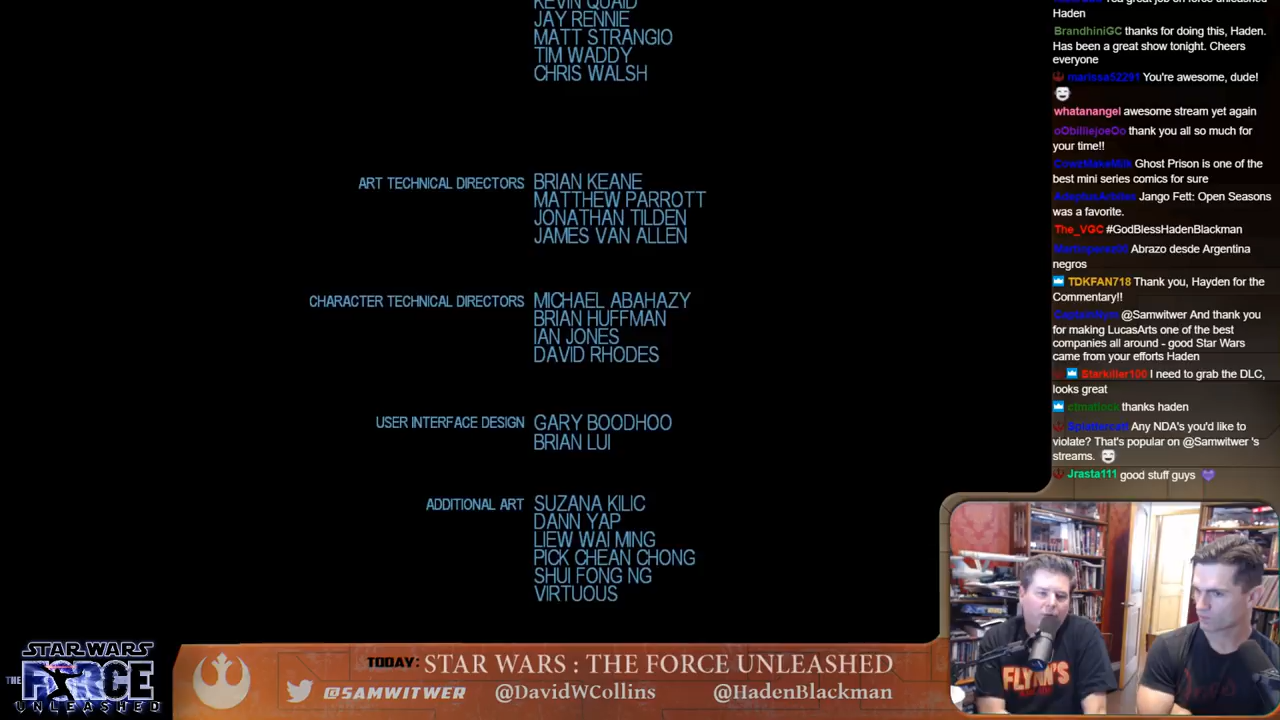 KEVIN QUAID
JAY RENNIE
MATT STRANGIO
TIM WADDY
CHRIS WALSH
ART TECHNICAL DIRECTORS BRIAN KEANE
MATTHEW PARROTT
JONATHAN TILDEN
JAMES VAN ALLEN
CHARACTER TECHNICAL DIRECTORS MICHAEL ABAHAZY
BRIAN HUFFMAN
IAN JONES
DAVID RHODES
USER INTERFACE DESIGN GARY BOODHOO
BRIAN LUI
ADDITIONAL ART SUZANA KILIC
DANN YAP
LIEW WAI MING
PICK CHEAN CHONG
SHUI FONG NG
VIRTUOUS
great job on force unleashed
Haden
BrandhiniGC thanks for doing this, Haden.
Has been a great show tonight. Cheers
everyone
marissa52291 You're awesome, dude!
whatanangel awesome stream yet again
oObilliejoeOo thank you all so much for
your time!!
CowzMakeMilk Ghost Prison is one of the
best mini series comics for sure
Jango Fett: Open Seasons
was a favorite.
The_VGC #GodBlessHadenBlackman
Abrazo desde Argentina
negros
TDKFAN718 Thank you, Hayden for the
Commentary!!
@Samwitwer And thank you
for making LucasArts one of the best
companies all around - good Star Wars
came from your efforts Haden
Starkiller100 I need to grab the DLC,
looks great
thanks haden
Any NDA's you'd like to
violate? That's popular on @Samwitwer 's
streams.
Jrasta111 good stuff guys
FLYNN'S
STAR WARS
THE FORCE
UNLEASHED
TODAY: STAR WARS : THE FORCE UNLEASHED
@SAMWITWER @DavidWCollins @HadenBlackman